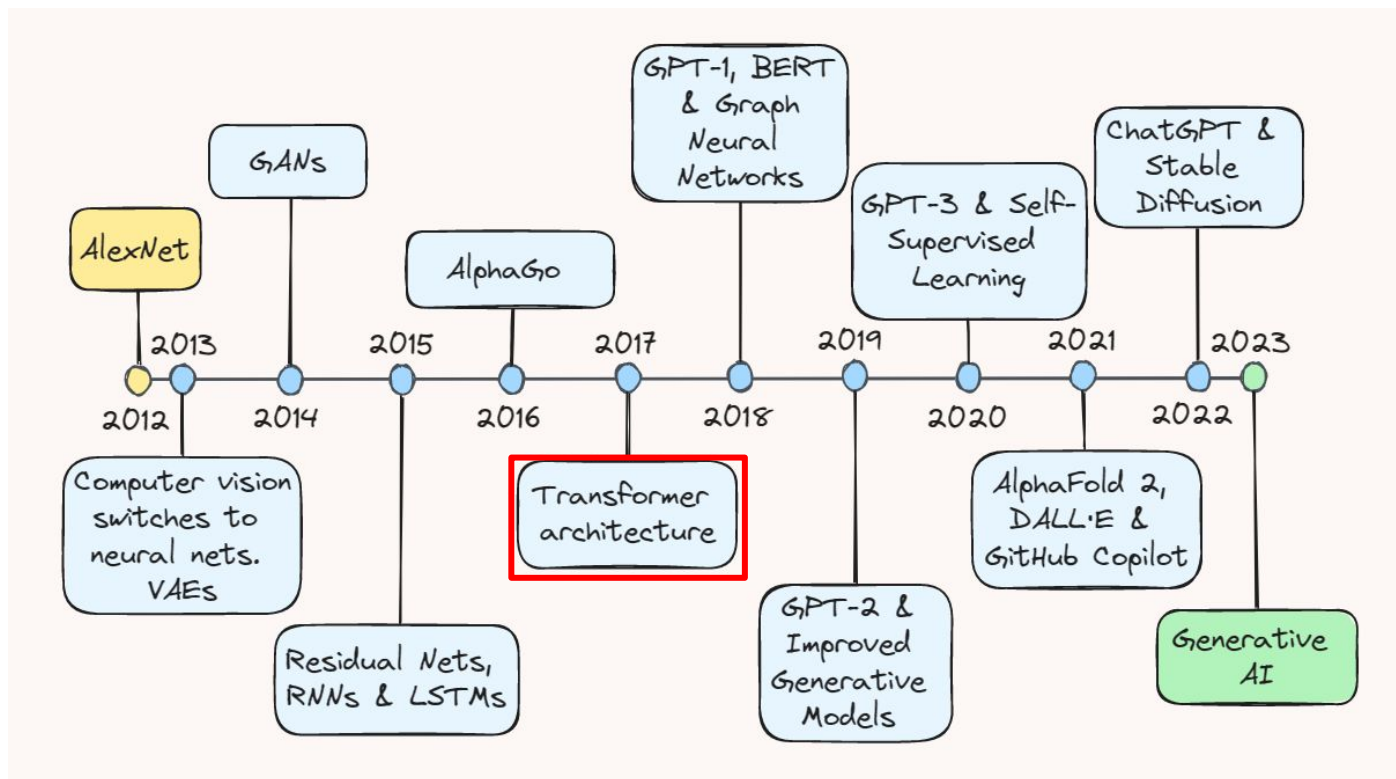 AlexNet
GANs
AlphaGo
GPT-1, BERT
& Graph
Neural
Networks
GPT-3 & Self-
Supervised
Learning
ChatGPT &
Stable
Diffusion
2013
2015
2017
2019
2021
2023
2012
2014
2016
2018
2020
2022
Computer vision
switches to
neural nets.
VAEs
Residual Nets,
RNNs & LSTMs
Transformer
architecture
GPT-2 &
Improved
Generative
Models
AlphaFold 2,
DALL·E &
GitHub Copilot
Generative
AI